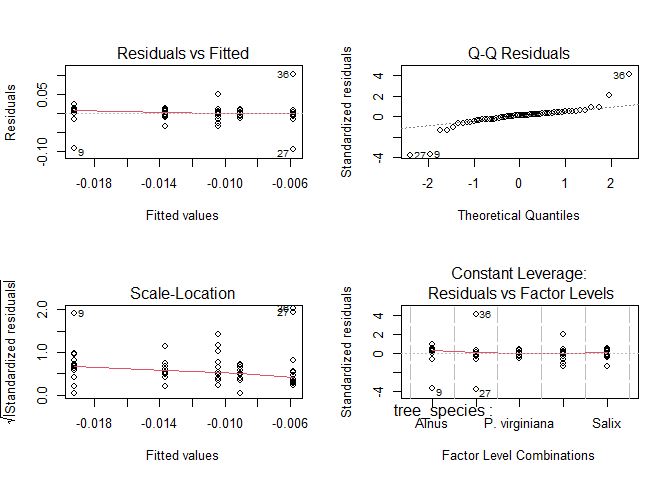 Residuals vs Fitted
Residuals
0.05
-0.10
36
9
27
-0.018
-0.014
-0.010
-0.006
Fitted values
Q-Q Residuals
Standardized residuals
4
2
0
-4
36
27
9
-2
-1
0
1
2
Theoretical Quantiles
Scale-Location
√|Standardized residuals|
2.0
1.0
0.0
9
36
27
-0.018
-0.014
-0.010
-0.006
Fitted values
Constant Leverage:
Residuals vs Factor Levels
Standardized residuals
4
2
0
-4
36
9
27
tree_species :
Alnus
P. virginiana
Salix
Factor Level Combinations